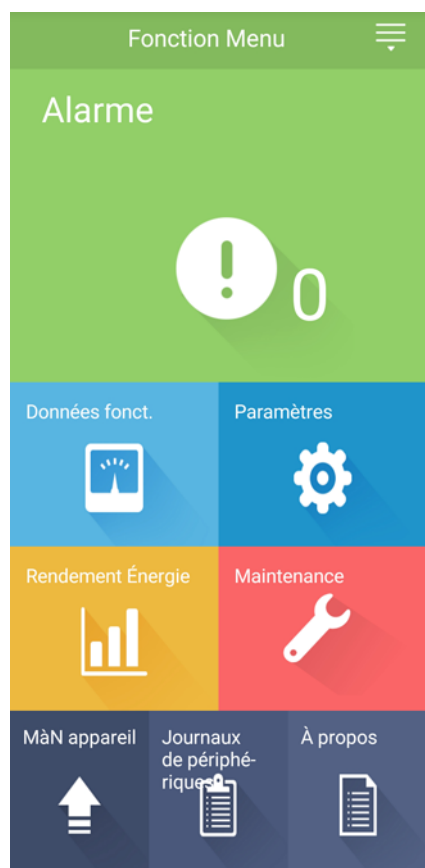 Fonction Menu
Alarme
0
Données fonct.
Paramètres
Rendement Énergie
Maintenance
MàN appareil
Journaux
de périphé-
riques
À propos